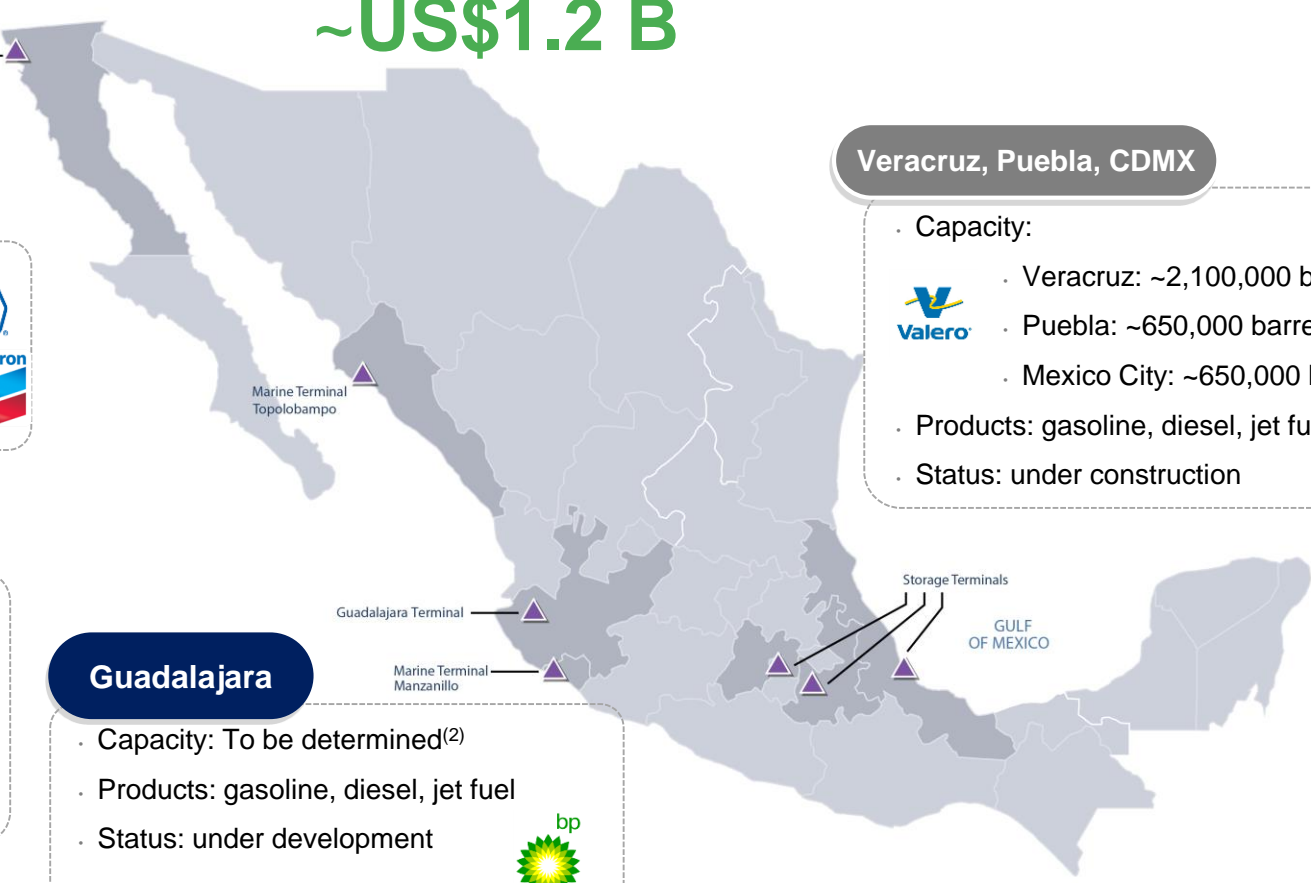 ~US$1.2 B
Veracruz, Puebla, CDMX
· Capacity:
· Veracruz: ~2,100,000
Valero
· Puebla: ~650,000
· Mexico City: ~650,000
· Products: gasoline, diesel, jet
· Status: under construction
Marine Terminal
Topolobampo
Storage Terminals
GULF
OF MEXICO
Guadalajara Terminal
Marine Terminal
Manzanillo
Guadalajara
· Capacity: To be determined(2)
· Products: gasoline, diesel, jet fuel
· Status: under development
bp